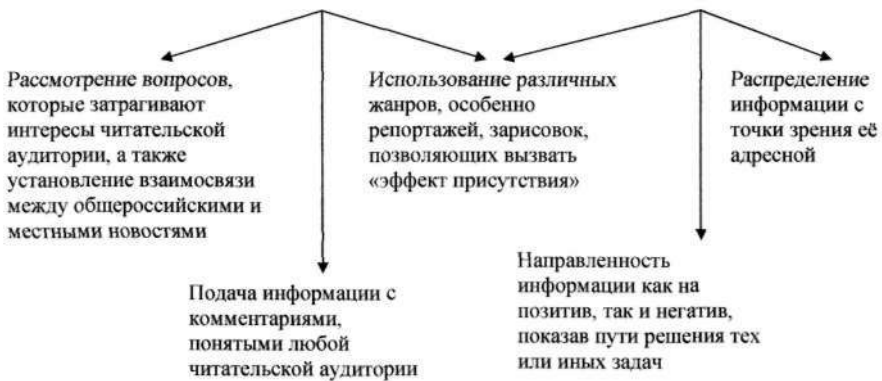 Рассмотрение вопросов,
которые затрагивают
интересы читательской
аудитории, а также
установление взаимосвязи
между общероссийскими и
местными новостями
Использование различных
жанров, особенно
репортажей, зарисовок,
позволяющих вызвать
«эффект присутствия»
Распределение
информации с
точки зрения её
адресной
Подача информации с
комментариями,
понятыми любой
читательской аудитории
Направленность
информации как на
позитив, так и негатив,
показав пути решения тех
или иных задач